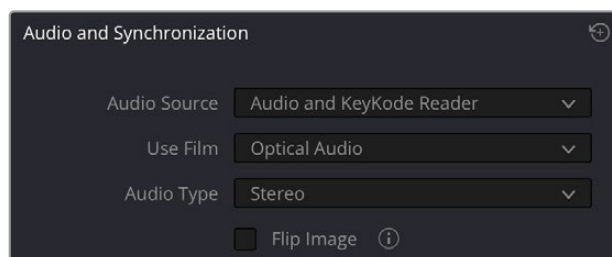 Audio and Synchronization
Audio Source Audio and KeyKode Reader
Use Film Optical Audio
Audio Type Stereo
Flip Image